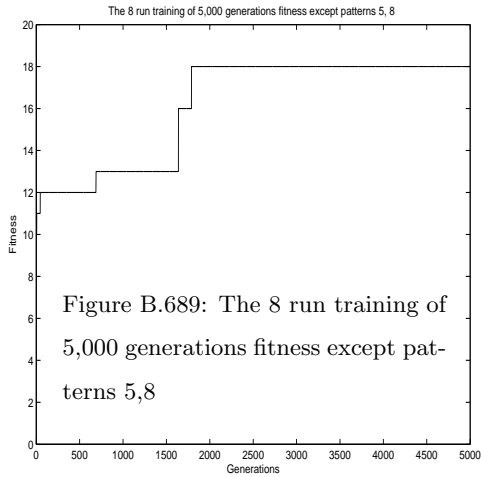 The 8 run training of 5,000 generations fitness except patterns 5, 8
20
18
16
14
12
10
8
6
4
2
0
Fitness
Figure B.689: The 8 run training of
5,000 generations fitness except pat-
terns 5,8
0 500 1000 1500 2000 2500 3000 3500 4000 4500 5000
Generations